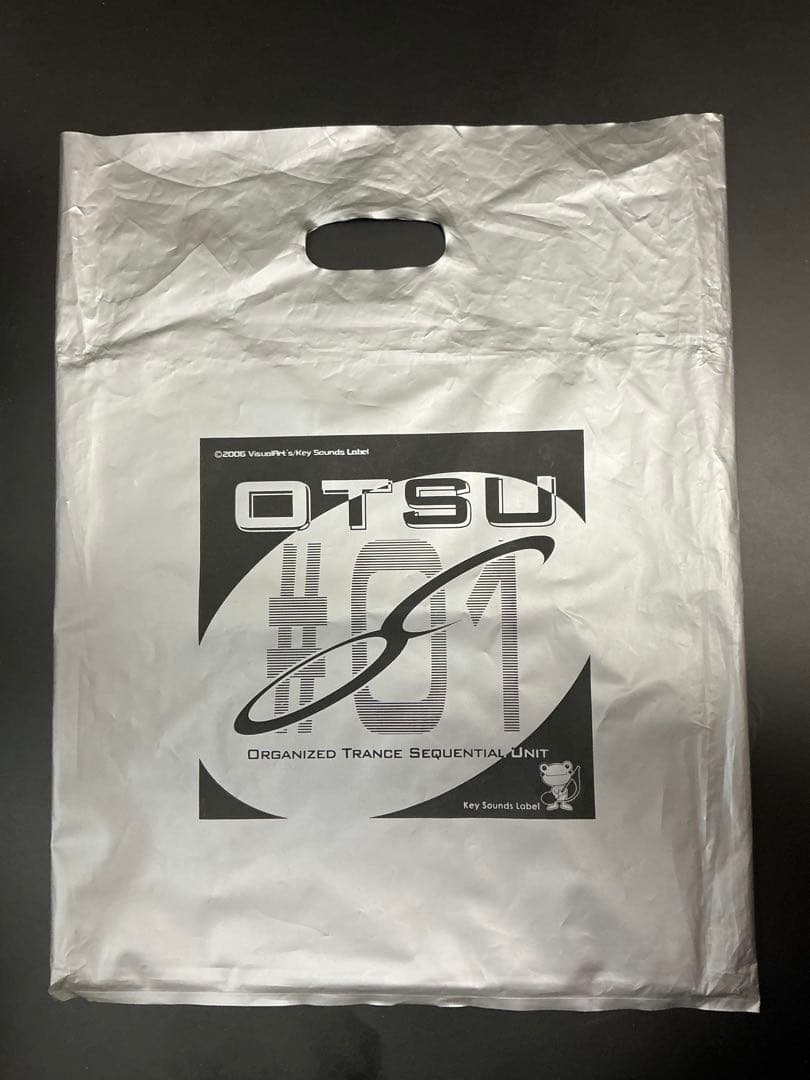 ©2006 VisualArt's/Key Sounds Label
OTSU
#01
ORGANIZED TRANCE SEQUENTIAL UNIT
Key Sounds Label